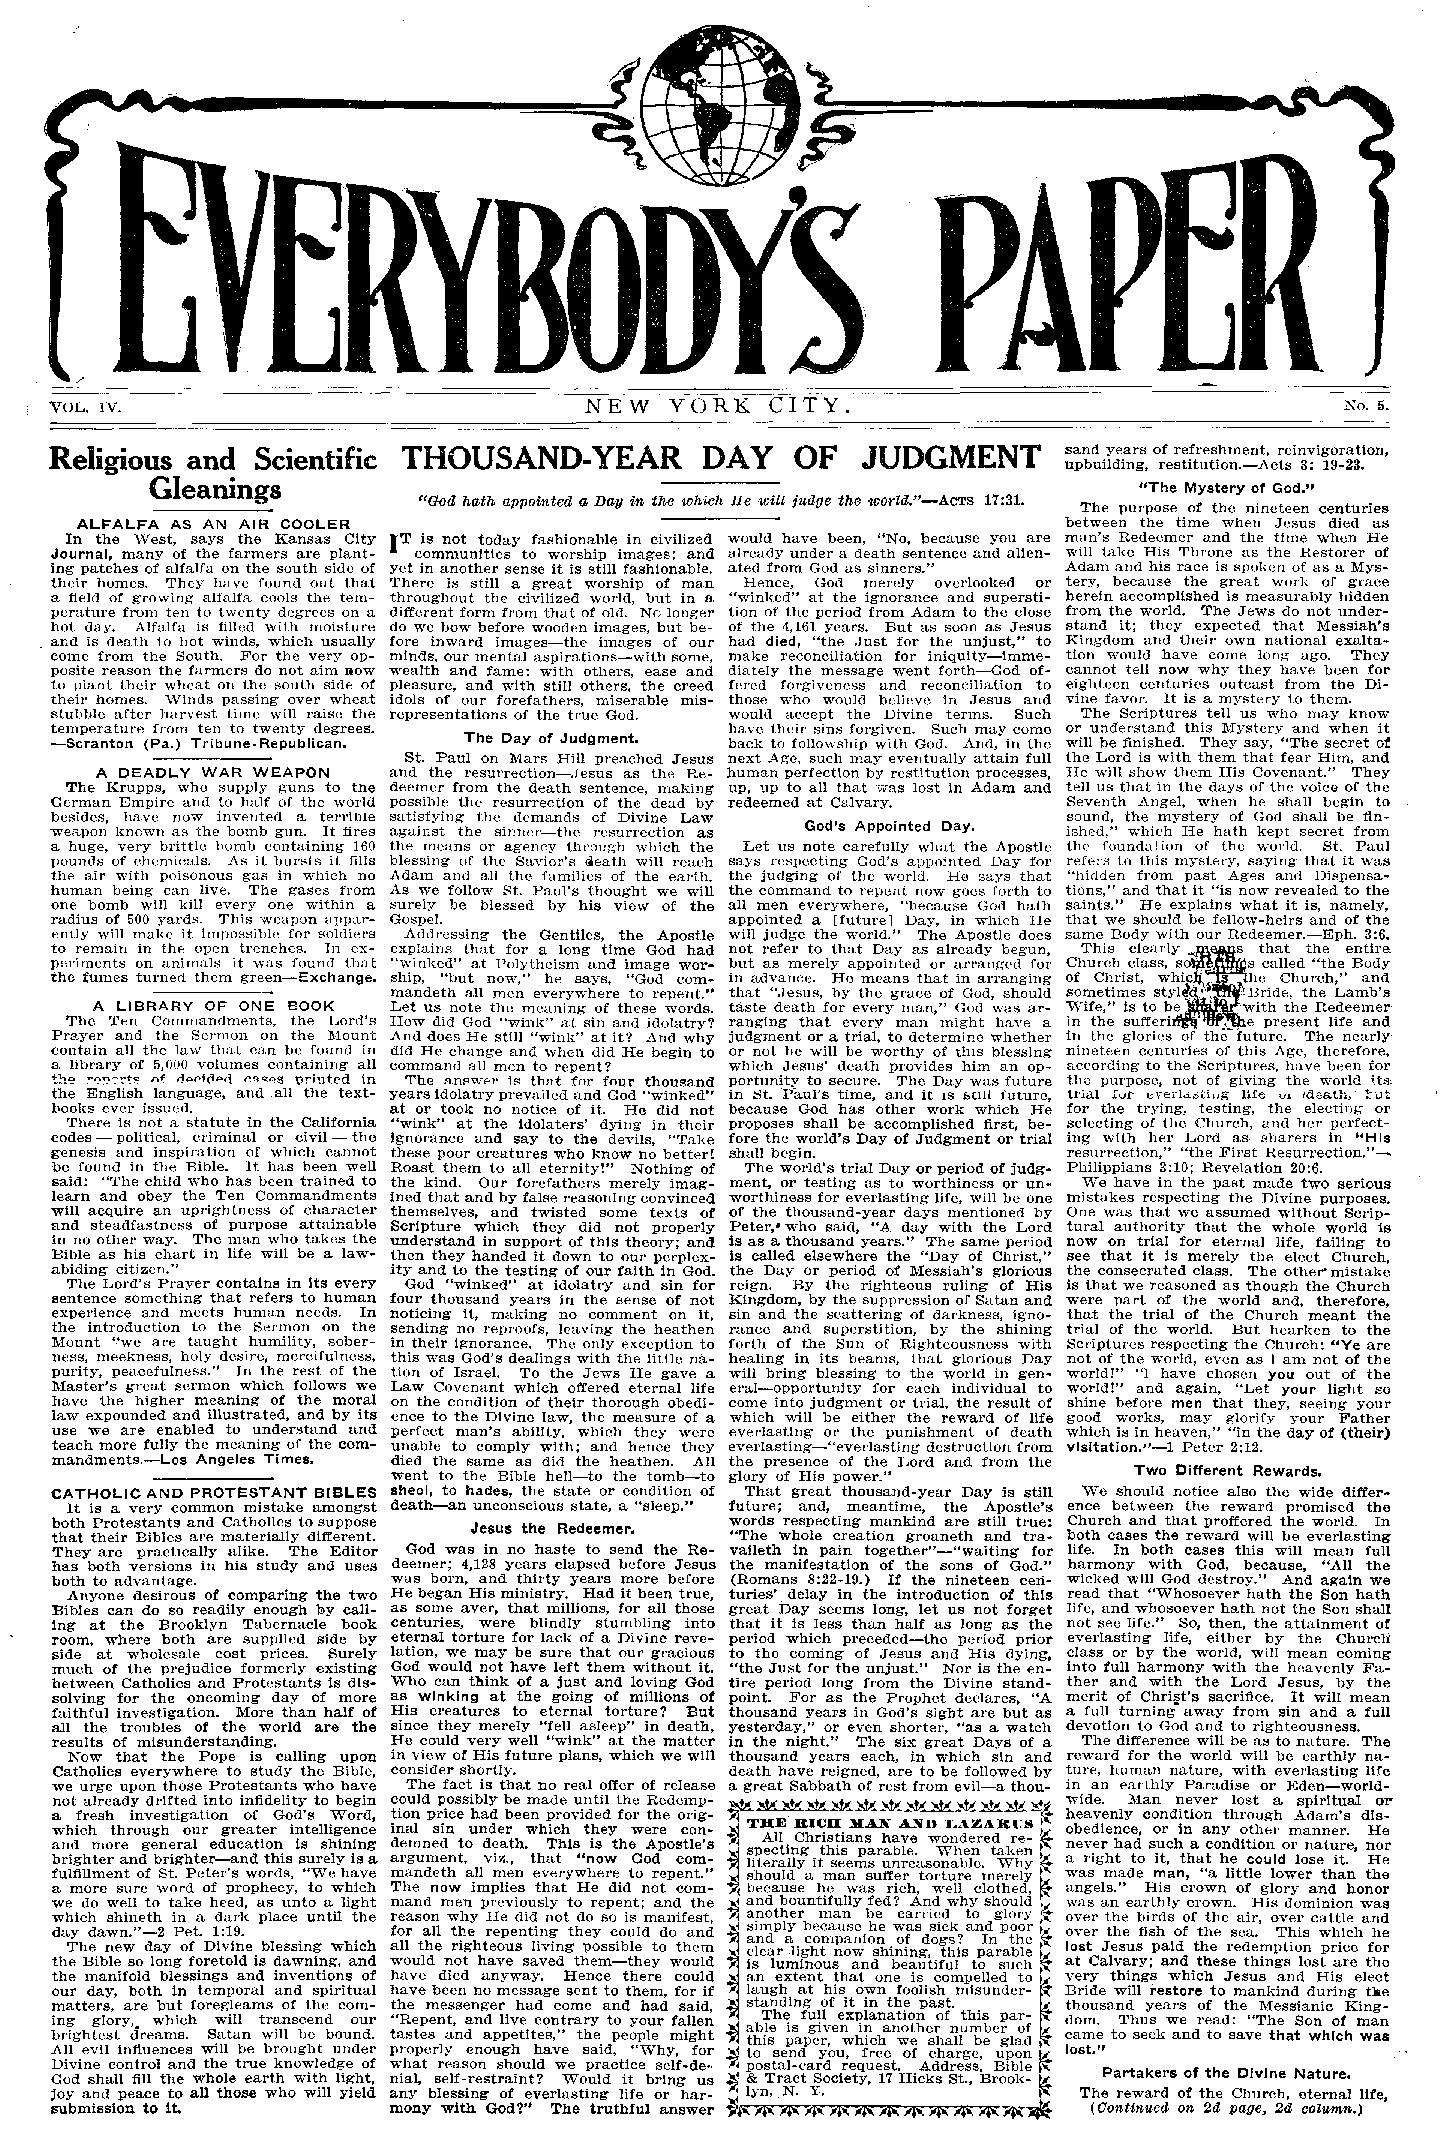 EVERYBODY'S PAPER
VOL. IV.
NEW YORK CITY.
No. 5.
Religious and Scientific
Gleanings
ALFALFA AS AN AIR COOLER
In the West, says the Kansas City
Journal, many of the farmers are plant-
ing patches of alfalfa on the south side of
their homes. They have found out that
a field of growing alfalfa cools the tem-
perature from ten to twenty degrees on a
hot day. Alfalfa is filled with moisture
and is death to hot winds, which usually
come from the South. For the very op-
posite reason the farmers do not aim now
to plant their wheat on the south side of
their homes. Winds passing over wheat
stubble after harvest time will raise the
temperature from ten to twenty degrees.
—Scranton (Pa.) Tribune-Republican.
A DEADLY WAR WEAPON
The Krupps, who supply guns to the
German Empire and to half of the world
besides, have now invented a terrible
weapon known as the bomb gun. It fires
a huge, very brittle bomb containing 160
pounds of chemicals. As it bursts it fills
the air with poisonous gas in which no
human being can live. The gases from
one bomb will kill every one within a
radius of 500 yards. This weapon appar-
ently will make it impossible for soldiers
to remain in the open trenches. In ex-
periments on animals it was found that
the fumes turned them green—Exchange.
A LIBRARY OF ONE BOOK
The Ten Commandments, the Lord's
Prayer and the Sermon on the Mount
contain all the law that can be found in
a library of 5,000 volumes containing all
the reports of decided cases printed in
the English language, and all the text-
books ever issued.
There is not a statute in the California
codes—political, criminal or civil—the
genesis and inspiration of which cannot
be found in the Bible. It has been well
said: "The child who has been trained to
learn and obey the Ten Commandments
will acquire an uprightness of character
and steadfastness of purpose attainable
in no other way. The man who takes the
Bible as his chart in life will be a law-
abiding citizen."
The Lord's Prayer contains in its every
sentence something that refers to human
experience and meets human needs. In
the introduction to the Sermon on the
Mount "we are taught humility, sober-
ness, meekness, holy desire, mercifulness,
purity, peacefulness." In the rest of the
Master's great sermon which follows we
have the higher meaning of the moral
law expounded and illustrated, and by its
use we are enabled to understand and
teach more fully the meaning of the com-
mandments.—Los Angeles Times.
CATHOLIC AND PROTESTANT BIBLES
It is a very common mistake amongst
both Protestants and Catholics to suppose
that their Bibles are materially different.
They are practically alike. The Editor
has both versions in his study and uses
both to advantage.
Anyone desirous of comparing the two
Bibles can do so readily enough by call-
ing at the Brooklyn Tabernacle book
room, where both are supplied side by
side at wholesale cost prices. Surely
much of the prejudice formerly existing
between Catholics and Protestants is dis-
solving for the oncoming day of more
faithful investigation. More than half of
all the troubles of the world are the
results of misunderstanding.
Now that the Pope is calling upon
Catholics everywhere to study the Bible,
we urge upon those Protestants who have
not already drifted into infidelity to begin
a fresh investigation of God's Word,
which through our greater intelligence
and more general education is shining
brighter and brighter—and this surely is a
fulfillment of St. Peter's words, "We have
a more sure word of prophecy, to which
we do well to take heed, as unto a light
which shineth in a dark place until the
day dawn."—2 Pet. 1:19.
The new day of Divine blessing which
the Bible so long foretold is dawning, and
the manifold blessings and inventions of
our day, both in temporal and spiritual
matters, are but foregleams of the com-
ing glory, which will transcend our
brightest dreams. Satan will be bound.
All evil influences will be brought under
Divine control and the true knowledge of
God shall fill the whole earth with light,
joy and peace to all those who will yield
submission to it.
THOUSAND-YEAR DAY OF JUDGMENT
"God hath appointed a Day in the which He will judge the world."—ACTS 17:31.
IT is not today fashionable in civilized
communities to worship images; and
yet in another sense it is still fashionable.
There is still a great worship of man
throughout the civilized world, but in a
different form from that of old. No longer
do we bow before wooden images, but be-
fore inward images—the images of our
minds, our mental aspirations—with some,
wealth and fame; with others, ease and
pleasure, and with still others, the creed
idols of our forefathers, miserable mis-
representations of the true God.
The Day of Judgment.
St. Paul on Mars Hill preached Jesus
and the resurrection—Jesus as the Re-
deemer from the death sentence, making
possible the resurrection of the dead by
satisfying the demands of Divine Law
against the sinner—the resurrection as
the means or agency through which the
blessing of the Savior's death will reach
Adam and all the families of the earth.
As we follow St. Paul's thought we will
surely be blessed by his view of the
Gospel.
Addressing the Gentiles, the Apostle
explains that for a long time God had
"winked" at Polytheism and image wor-
ship, "but now," he says, "God com-
mandeth all men everywhere to repent."
Let us note the meaning of these words.
How did God "wink" at sin and idolatry?
And does He still "wink" at it? And why
did He change and when did He begin to
command all men to repent?
The answer is that for four thousand
years idolatry prevailed and God "winked"
at or took no notice of it. He did not
"wink" at the idolaters' dying in their
ignorance and say to the devils, "Take
these poor creatures who know no better!
Roast them to all eternity!" Nothing of
the kind. Our forefathers merely imag-
ined that and by false reasoning convinced
themselves, and twisted some texts of
Scripture which they did not properly
understand in support of this theory; and
then they handed it down to our perplex-
ity and to the testing of our faith in God.
God "winked" at idolatry and sin for
four thousand years in the sense of not
noticing it, making no comment on it,
sending no reproofs, leaving the heathen
in their ignorance. The only exception to
this was God's dealings with the little na-
tion of Israel. To the Jews He gave a
Law Covenant which offered eternal life
on the condition of their thorough obedi-
ence to the Divine law, the measure of a
perfect man's ability, which they were
unable to comply with; and hence they
died the same as did the heathen. All
went to the Bible hell—to the tomb—to
sheol, to hades, the state or condition of
death—an unconscious state, a "sleep."
Jesus the Redeemer.
God was in no haste to send the Re-
deemer; 4,128 years elapsed before Jesus
was born, and thirty years more before
He began His ministry. Had it been true,
as some aver, that millions, for all those
centuries, were blindly stumbling into
eternal torture for lack of a Divine reve-
lation, we may be sure that our gracious
God would not have left them without it.
Who can think of a just and loving God
as winking at the going of millions of
His creatures to eternal torture? But
since they merely "fell asleep" in death,
He could very well "wink" at the matter
in view of His future plans, which we will
consider shortly.
The fact is that no real offer of release
could possibly be made until the Redemp-
tion price had been provided for the orig-
inal sin under which they were con-
demned to death. This is the Apostle's
argument, viz., that "now God com-
mandeth all men everywhere to repent."
The now implies that He did not com-
mand men previously to repent; and the
reason why He did not do so is manifest,
for all the repenting they could do and
all the righteous living possible to them
would not have saved them—they would
have died anyway. Hence there could
have been no message sent to them, for if
the messenger had come and had said,
"Repent, and live contrary to your fallen
tastes and appetites," the people might
properly enough have said, "Why, for
what reason should we practice self-de-
nial, self-restraint? Would it bring us
any blessing of everlasting life or har-
mony with God?" The truthful answer
would have been, "No, because you are
already under a death sentence and alien-
ated from God as sinners."
Hence, God merely overlooked or
"winked" at the ignorance and supersti-
tion of the period from Adam to the close
of the 4,161 years. But as soon as Jesus
had died, "the Just for the unjust," to
make reconciliation for iniquity—imme-
diately the message went forth—God of-
fered forgiveness and reconciliation to
those who would believe in Jesus and
would accept the Divine terms. Such
have their sins forgiven. Such may come
back to fellowship with God. And, in the
next Age, such may eventually attain full
human perfection by restitution processes,
up, up to all that was lost in Adam and
redeemed at Calvary.
God's Appointed Day.
Let us note carefully what the Apostle
says respecting God's appointed Day for
the judging of the world. He says that
the command to repent now goes forth to
all men everywhere, "because God hath
appointed a [future] Day, in which He
will judge the world." The Apostle does
not refer to that Day as already begun,
but as merely appointed or arranged for
in advance. He means that in arranging
that "Jesus, by the grace of God, should
taste death for every man," God was ar-
ranging that every man might have a
judgment or a trial, to determine whether
or not he will be worthy of this blessing
which Jesus' death provides him an op-
portunity to secure. The Day was future
in St. Paul's time, and it is still future,
because God has other work which He
proposes shall be accomplished first, be-
fore the world's Day of Judgment or trial
shall begin.
The world's trial Day or period of judg-
ment, or testing as to worthiness or un-
worthiness for everlasting life, will be one
of the thousand-year days mentioned by
Peter, who said, "A day with the Lord
is as a thousand years." The same period
is called elsewhere the "Day of Christ,"
the Day or period of Messiah's glorious
reign. By the righteous ruling of His
Kingdom, by the suppression of Satan and
sin and the scattering of darkness, igno-
rance and superstition, by the shining
forth of the Sun of Righteousness with
healing in its beams, that glorious Day
will bring blessing to the world in gen-
eral—opportunity for each individual to
come into judgment or trial, the result of
which will be either the reward of life
everlasting or the punishment of death
everlasting—"everlasting destruction from
the presence of the Lord and from the
glory of His power."
That great thousand-year Day is still
future; and, meantime, the Apostle's
words respecting mankind are still true:
"The whole creation groaneth and tra-
vaileth in pain together"—"waiting for
the manifestation of the sons of God."
(Romans 8:22-19.) If the nineteen cen-
turies' delay in the introduction of this
great Day seems long, let us not forget
that it is less than half as long as the
period which preceded—the period prior
to the coming of Jesus and His dying,
"the Just for the unjust." Nor is the en-
tire period long from the Divine stand-
point. For as the Prophet declares, "A
thousand years in God's sight are but as
yesterday," or even shorter, "as a watch
in the night." The six great Days of a
thousand years each, in which sin and
death have reigned, are to be followed by
a great Sabbath of rest from evil—a thou-
THE RICH MAN AND LAZARUS
All Christians have wondered re-
specting this parable. When taken
literally it seems unreasonable. Why
should a man suffer torture merely
because he was rich, well clothed,
and bountifully fed? And why should
another man be carried to glory
simply because he was sick and poor
and a companion of dogs? In the
clear light now shining, this parable
is luminous and beautiful to such
an extent that one is compelled to
laugh at his own foolish misunder-
standing of it in the past.
The full explanation of this par-
able is given in another number of
this paper, which we shall be glad
to send you, free of charge, upon
postal-card request. Address, Bible
& Tract Society, 17 Hicks St., Brook-
lyn, N. Y.
sand years of refreshment, reinvigoration,
upbuilding, restitution.—Acts 3: 19-23.
"The Mystery of God."
The purpose of the nineteen centuries
between the time when Jesus died as
man's Redeemer and the time when He
will take His Throne as the Restorer of
Adam and his race is spoken of as a Mys-
tery, because the great work of grace
herein accomplished is measurably hidden
from the world. The Jews do not under-
stand it; they expected that Messiah's
Kingdom and their own national exalta-
tion would have come long ago. They
cannot tell now why they have been for
eighteen centuries outcast from the Di-
vine favor. It is a mystery to them.
The Scriptures tell us who may know
or understand this Mystery and when it
will be finished. They say, "The secret of
the Lord is with them that fear Him, and
He will show them His Covenant." They
tell us that in the days of the voice of the
Seventh Angel, when he shall begin to
sound, the mystery of God shall be fin-
ished," which He hath kept secret from
the foundation of the world. St. Paul
refers to this mystery, saying that it was
"hidden from past Ages and Dispensa-
tions," and that it "is now revealed to the
saints." He explains what it is, namely,
that we should be fellow-heirs and of the
same Body with our Redeemer.—Eph. 3:6.
This clearly means that the entire
Church class, sometimes called "the Body
of Christ, which is the Church," and
sometimes styled the Bride, the Lamb's
Wife," is to be with the Redeemer
in the sufferings of the present life and
in the glories of the future. The nearly
nineteen centuries of this Age, therefore,
according to the Scriptures, have been for
the purpose, not of giving the world its
trial for everlasting life or death, but
for the trying, testing, the electing or
selecting of the Church, and her perfect-
ing with her Lord as sharers in "His
resurrection," "the First Resurrection."—
Philippians 3:10; Revelation 20:6.
We have in the past made two serious
mistakes respecting the Divine purposes.
One was that we assumed without Scrip-
tural authority that the whole world is
now on trial for eternal life, failing to
see that it is merely the elect Church,
the consecrated class. The other mistake
is that we reasoned as though the Church
were part of the world and, therefore,
that the trial of the Church meant the
trial of the world. But hearken to the
Scriptures respecting the Church: "Ye are
not of the world, even as I am not of the
world!" "I have chosen you out of the
world!" and again, "Let your light so
shine before men that they, seeing your
good works, may glorify your Father
which is in heaven," "in the day of (their)
visitation."—1 Peter 2:12.
Two Different Rewards.
We should notice also the wide differ-
ence between the reward promised the
Church and that proffered the world. In
both cases the reward will be everlasting
life. In both cases this will mean full
harmony with God, because, "All the
wicked will God destroy." And again we
read that "Whosoever hath the Son hath
life, and whosoever hath not the Son shall
not see life." So, then, the attainment of
everlasting life, either by the Church
class or by the world, will mean coming
into full harmony with the heavenly Fa-
ther and with the Lord Jesus, by the
merit of Christ's sacrifice. It will mean
a full turning away from sin and a full
devotion to God and to righteousness.
The difference will be as to nature. The
reward for the world will be earthly na-
ture, human nature, with everlasting life
in an earthly Paradise or Eden—world-
wide. Man never lost a spiritual or
heavenly condition through Adam's dis-
obedience, or in any other manner. He
never had such a condition or nature, nor
a right to it, that he could lose it. He
was made man, "a little lower than the
angels." His crown of glory and honor
was an earthly crown. His dominion was
over the birds of the air, over cattle and
over the fish of the sea. This which he
lost Jesus paid the redemption price for
at Calvary; and these things lost are the
very things which Jesus and His elect
Bride will restore to mankind during the
thousand years of the Messianic King-
dom. Thus we read: "The Son of man
came to seek and to save that which was
lost."
Partakers of the Divine Nature.
The reward of the Church, eternal life,
(Continued on 2d page, 2d column.)